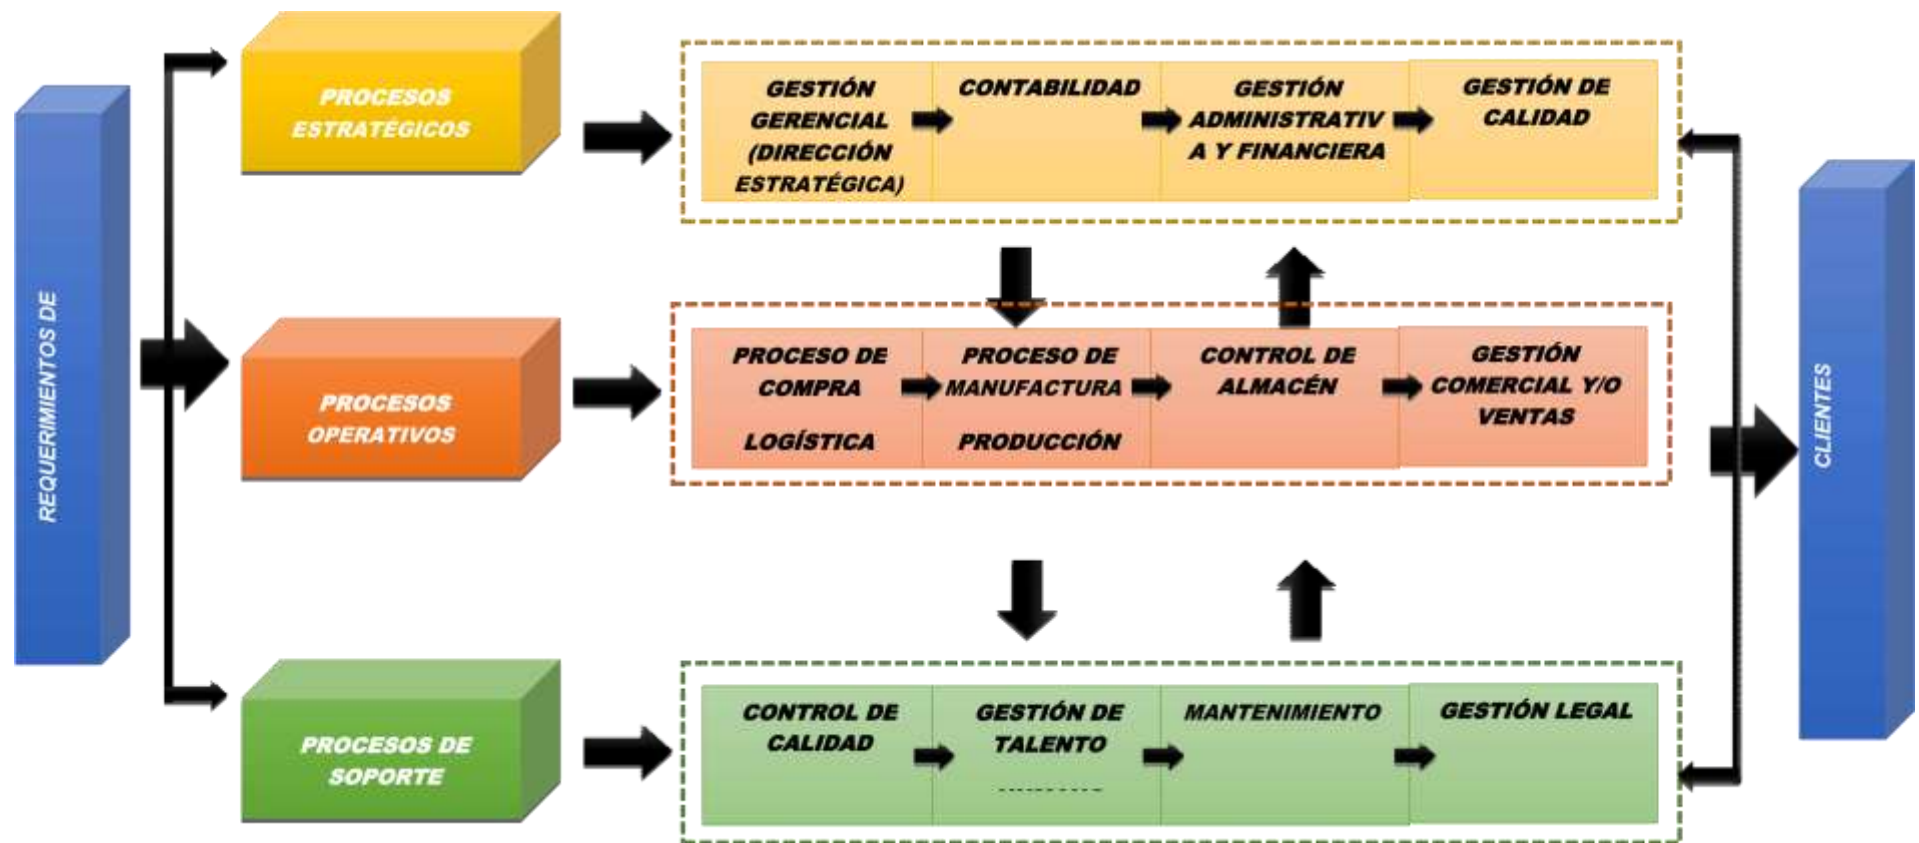 REQUERIMIENTOS DE
PROCESOS
ESTRATÉGICOS
GESTIÓN
GERENCIAL
(DIRECCIÓN
ESTRATÉGICA)
CONTABILIDAD
GESTIÓN
ADMINISTRATIV
A Y FINANCIERA
GESTIÓN DE
CALIDAD
PROCESOS
OPERATIVOS
PROCESO DE
COMPRA
LOGÍSTICA
PROCESO DE
MANUFACTURA
PRODUCCIÓN
CONTROL DE
ALMACÉN
GESTIÓN
COMERCIAL Y/O
VENTAS
PROCESOS DE
SOPORTE
CONTROL DE
CALIDAD
GESTIÓN DE
TALENTO
MANTENIMIENTO
GESTIÓN LEGAL
CLIENTES